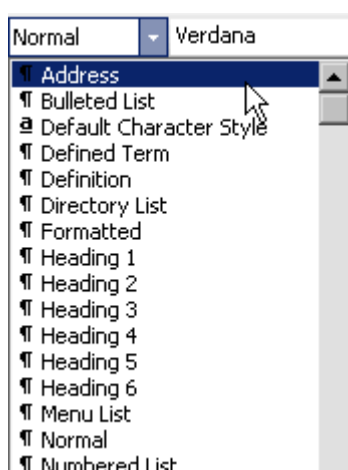 Normal Verdana
¶ Address
¶ Bulleted List
a Default Character Style
¶ Defined Term
¶ Definition
¶ Directory List
¶ Formatted
¶ Heading 1
¶ Heading 2
¶ Heading 3
¶ Heading 4
¶ Heading 5
¶ Heading 6
¶ Menu List
¶ Normal
¶ Numbered List